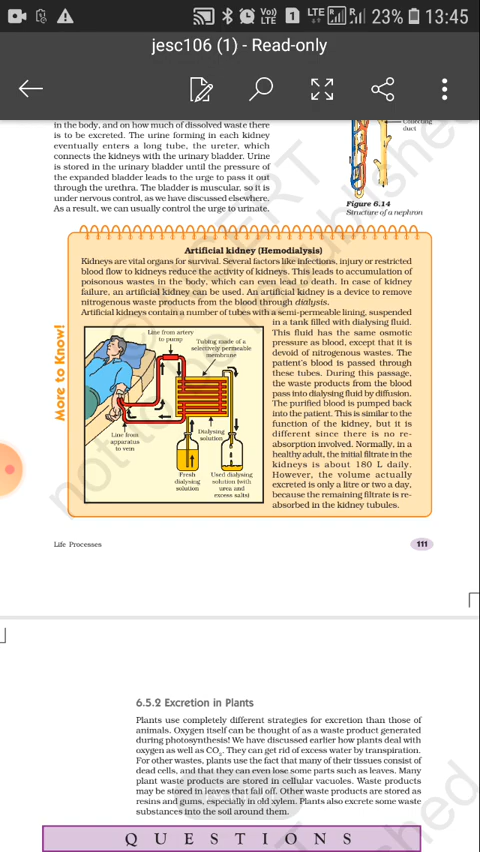 Vo)) LTE 1 LTE R R 23% 13:45
jesc106 (1) - Read-only
in the body, and on how much of dissolved waste there
is to be excreted. The urine forming in each kidney
eventually enters a long tube, the ureter, which
connects the kidneys with the urinary bladder. Urine
is stored in the urinary bladder until the pressure of
the expanded bladder leads to the urge to pass it out
through the urethra. The bladder is muscular, so it is
under nervous control, as we have discussed elsewhere.
As a result, we can usually control the urge to urinate.
Collecting
duct
Figure 6.14
Structure of a nephron
More to Know!
Artificial kidney (Hemodialysis)
Kidneys are vital organs for survival. Several factors like infections, injury or restricted
blood flow to kidneys reduce the activity of kidneys. This leads to accumulation of
poisonous wastes in the body, which can even lead to death. In case of kidney
failure, an artificial kidney can be used. An artificial kidney is a device to remove
nitrogenous waste products from the blood through dialysis.
Artificial kidneys contain a number of tubes with a semi-permeable lining, suspended
in a tank filled with dialysing fluid.
This fluid has the same osmotic
pressure as blood, except that it is
devoid of nitrogenous wastes. The
patient's blood is passed through
these tubes. During this passage,
the waste products from the blood
pass into dialysing fluid by diffusion.
The purified blood is pumped back
into the patient. This is similar to the
function of the kidney, but it is
different since there is no re-
absorption involved. Normally, in a
healthy adult, the initial filtrate in the
kidneys is about 180 L daily.
However, the volume actually
excreted is only a litre or two a day,
because the remaining filtrate is re-
absorbed in the kidney tubules.
Line from artery
to pump
Tubing made of a
selectively permeable
membrane
Line from
apparatus
to vein
Dialysing
solution
Fresh
dialysing
solution
Used dialysing
solution (with
urea and
excess salts)
Life Processes
111
6.5.2 Excretion in Plants
Plants use completely different strategies for excretion than those of
animals. Oxygen itself can be thought of as a waste product generated
during photosynthesis! We have discussed earlier how plants deal with
oxygen as well as CO2. They can get rid of excess water by transpiration.
For other wastes, plants use the fact that many of their tissues consist of
dead cells, and that they can even lose some parts such as leaves. Many
plant waste products are stored in cellular vacuoles. Waste products
may be stored in leaves that fall off. Other waste products are stored as
resins and gums, especially in old xylem. Plants also excrete some waste
substances into the soil around them.
QUESTIONS